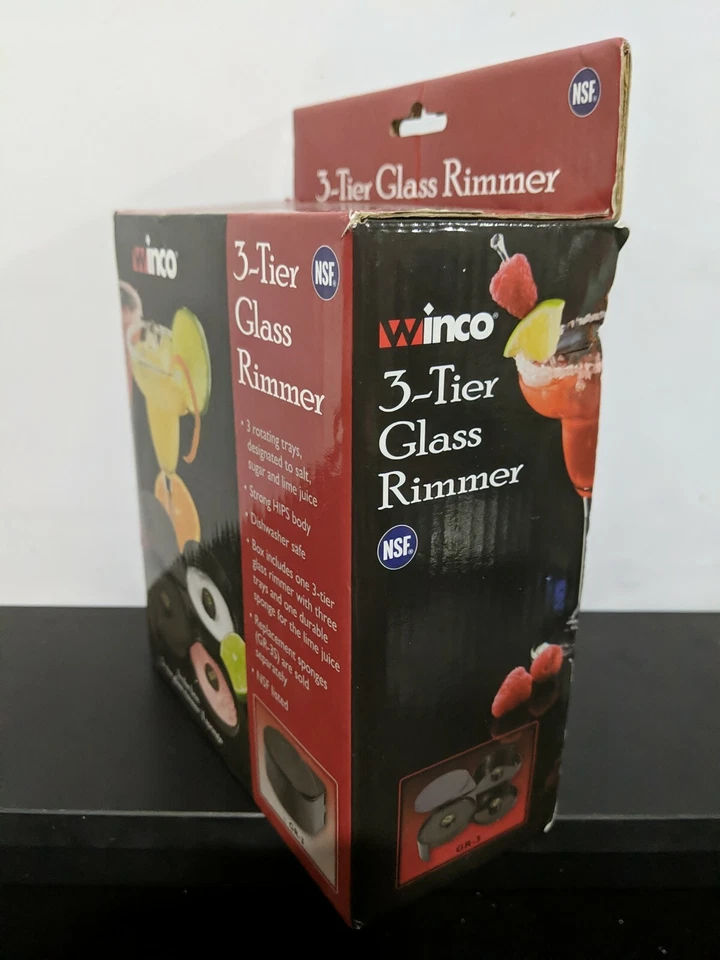 NSF®
3-Tier Glass Rimmer
winco
3-Tier
Glass
Rimmer
NSF®
• 3 rotating trays,
designated to salt,
sugar and lime juice
• Strong HIPS body
• Dishwasher safe
• Box includes one 3-tier
glass rimmer with three
trays and one durable
sponge for the lime juice
• Replacement sponges
(GR-3S) are sold
separately
• NSF listed
GR-3
winco®
3-Tier
Glass
Rimmer
NSF®
GR-3